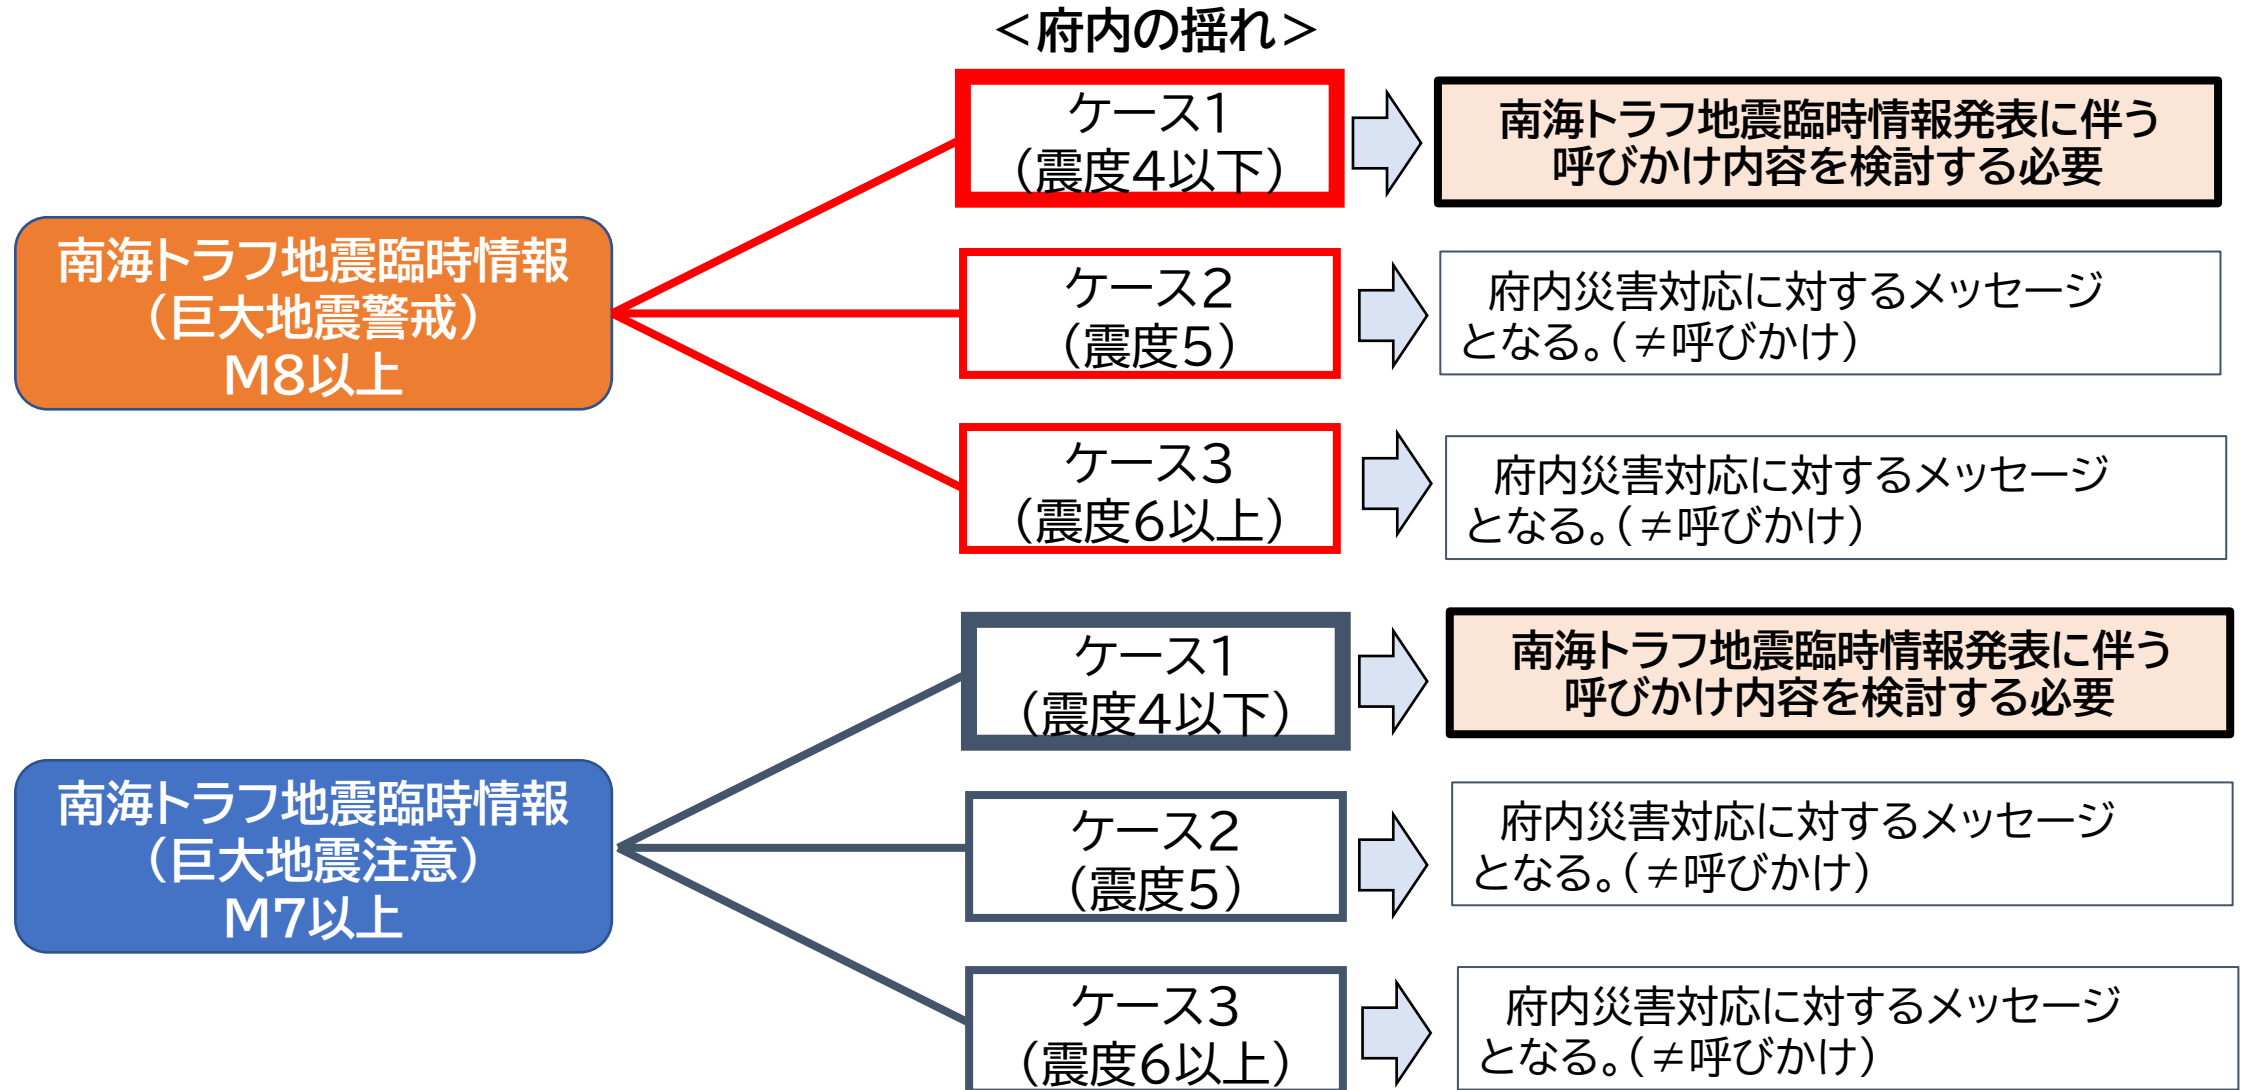 ＜府内の揺れ＞
南海トラフ地震臨時情報
（巨大地震警戒）
M8以上
ケース1
（震度4以下）
南海トラフ地震臨時情報発表に伴う
呼びかけ内容を検討する必要
ケース2
（震度5）
府内災害対応に対するメッセージ
となる。（≠呼びかけ）
ケース3
（震度6以上）
府内災害対応に対するメッセージ
となる。（≠呼びかけ）
南海トラフ地震臨時情報
（巨大地震注意）
M7以上
ケース1
（震度4以下）
南海トラフ地震臨時情報発表に伴う
呼びかけ内容を検討する必要
ケース2
（震度5）
府内災害対応に対するメッセージ
となる。（≠呼びかけ）
ケース3
（震度6以上）
府内災害対応に対するメッセージ
となる。（≠呼びかけ）